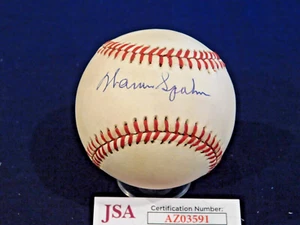 Warren Spahn
JSA
Certification Number:
AZ03591